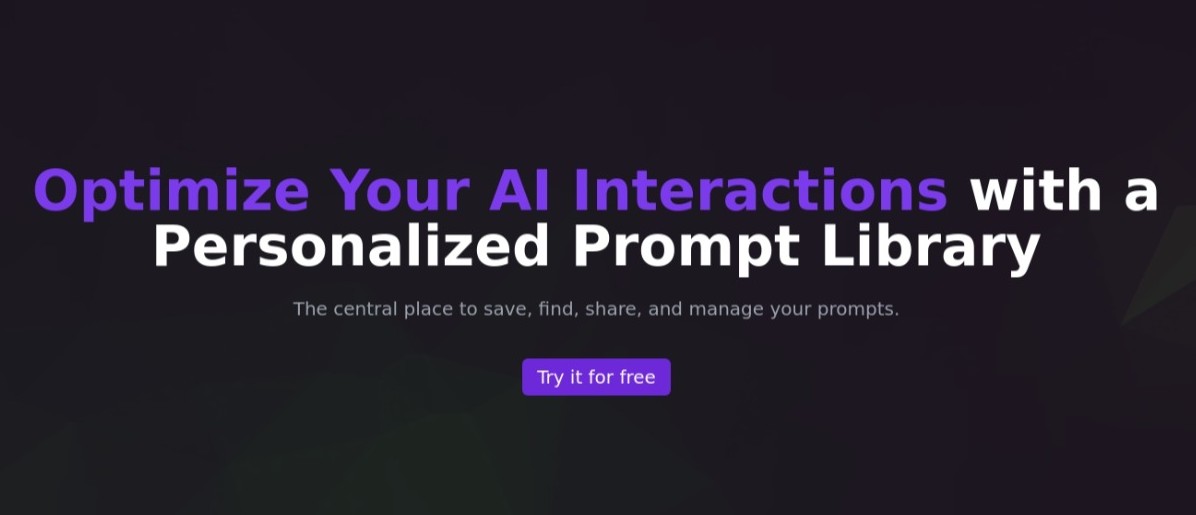 Optimize Your AI Interactions with a
Personalized Prompt Library
The central place to save, find, share, and manage your prompts.
Try it for free